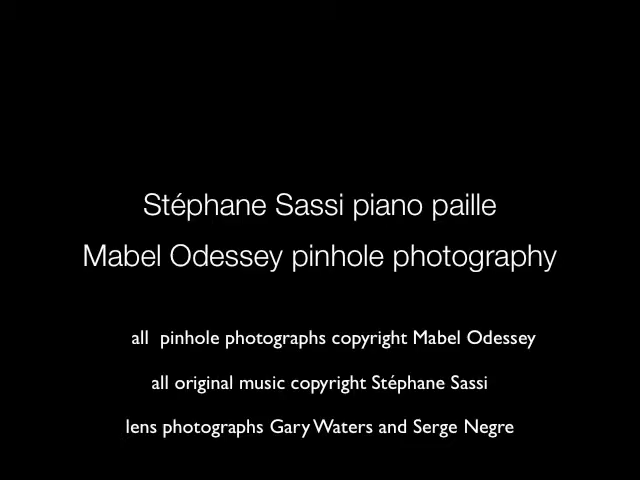 Stéphane Sassi piano paille
Mabel Odessey pinhole photography
all  pinhole photographs copyright Mabel Odessey
all original music copyright Stéphane Sassi
lens photographs Gary Waters and Serge Negre